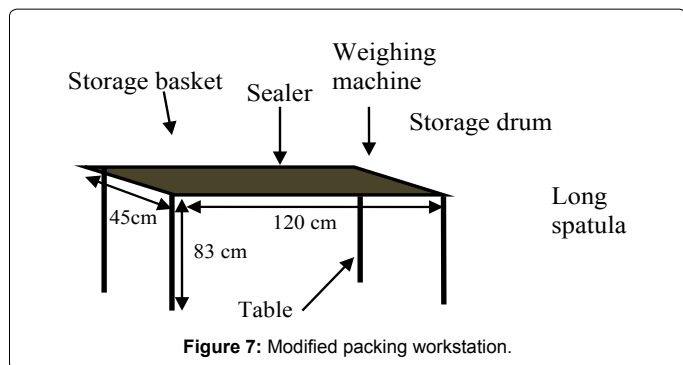 Weighing
machine
Storage basket
Sealer
Storage drum
45cm
120 cm
83 cm
Long
spatula
Table
Figure 7: Modified packing workstation.